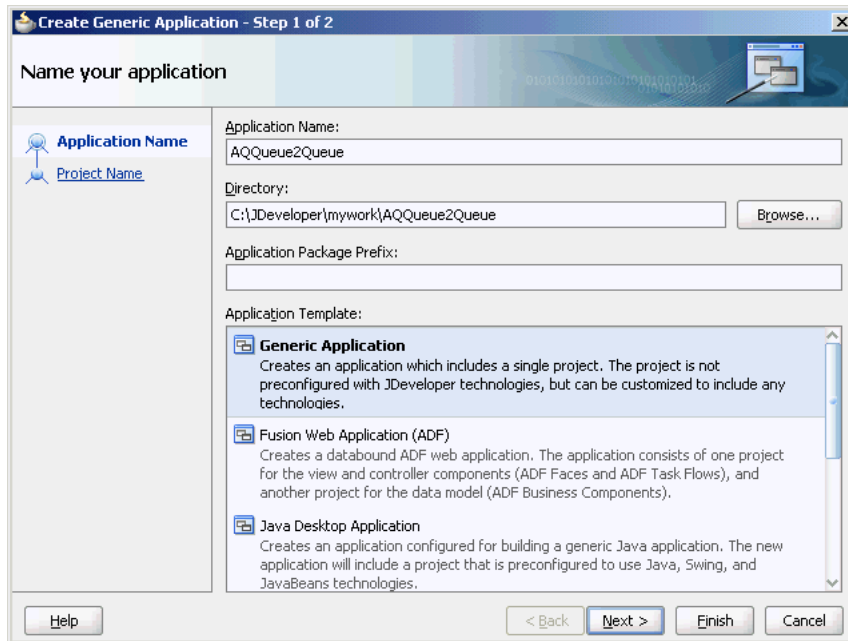 Create Generic Application - Step 1 of 2
Name your application
Application Name
Project Name
Application Name:
AQQueue2Queue
Directory:
C:\JDeveloper\mywork\AQQueue2Queue
Browse...
Application Package Prefix:
Application Template:
Generic Application
Creates an application which includes a single project. The project is not
preconfigured with JDeveloper technologies, but can be customized to include any
technologies.
Fusion Web Application (ADF)
Creates a databound ADF web application. The application consists of one project
for the view and controller components (ADF Faces and ADF Task Flows), and
another project for the data model (ADF Business Components).
Java Desktop Application
Creates an application configured for building a generic Java application. The new
application will include a project that is preconfigured to use Java, Swing, and
JavaBeans technologies.
Help
< Back
Next >
Finish
Cancel